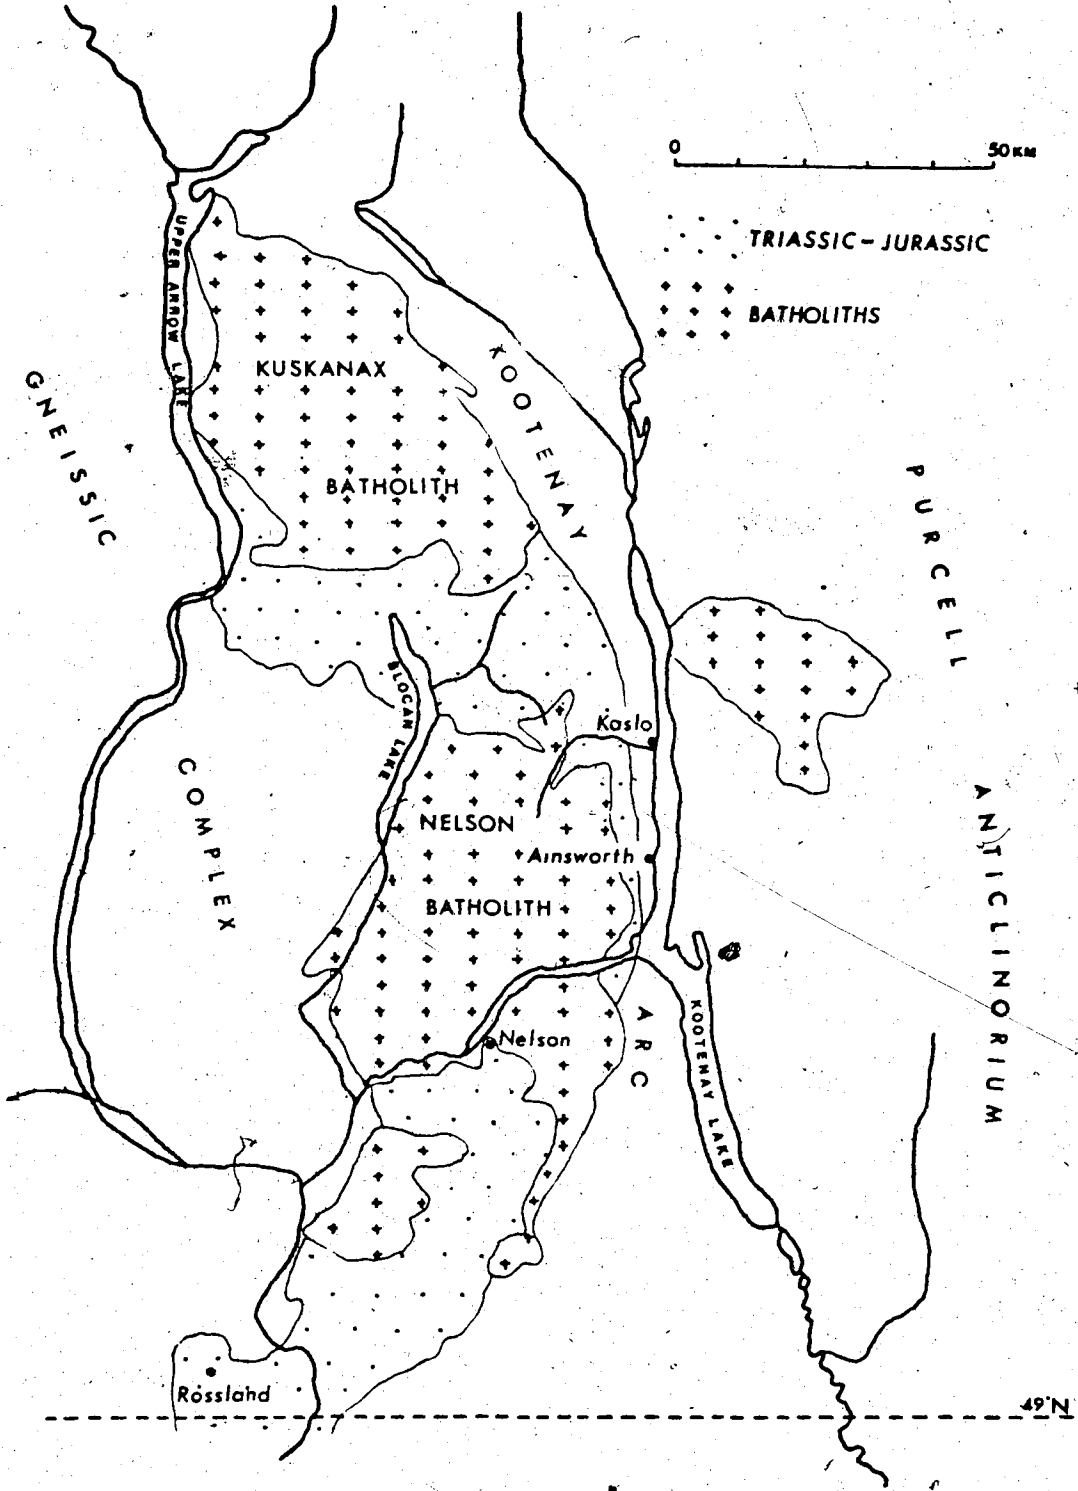 0 50 KM
TRIASSIC - JURASSIC
BATHOLITHS
UPPER ARROW LAKE
KUSKANAX
BATHOLITH
KOOTENAY
ARC
GNEISSIC
COMPLEX
PURCELL
ANTICLINORIUM
SLOCAN LAKE
Kaslo
NELSON
BATHOLITH
Ainsworth
Nelson
KOOTENAY LAKE
Rossland
49°N